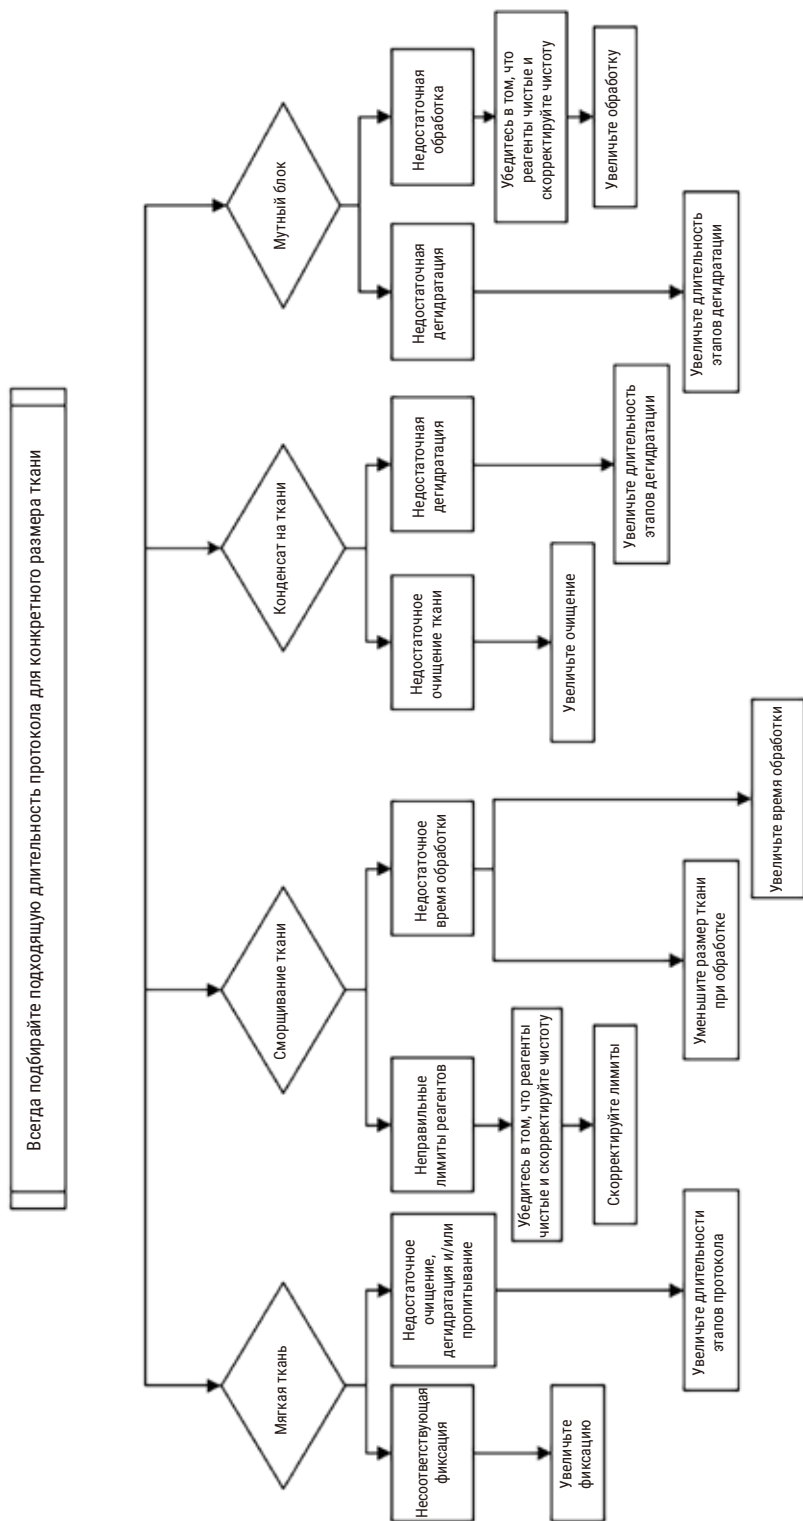 Всегда подбирайте подходящую длительность протокола для конкретного размера ткани
Мягкая ткань
Сморщивание ткани
Конденсат на ткани
Мутный блок
Несоответствующая
фиксация
Недостаточное
очищение,
дегидратация и/или
пропитывание
Неправильные
лимиты реагентов
Недостаточное
время обработки
Недостаточное
очищение ткани
Недостаточная
дегидратация
Недостаточная
дегидратация
Недостаточная
обработка
Увеличьте
фиксацию
Увеличьте длительности
этапов протокола
Убедитесь в том, что реагенты
чистые и скорректируйте чистоту
Скорректируйте лимиты
Уменьшите размер ткани
при обработке
Увеличьте время обработки
Увеличьте очищение
Увеличьте длительность
этапов дегидратации
Увеличьте длительность
этапов дегидратации
Убедитесь в том, что
реагенты чистые и
скорректируйте чистоту
Увеличьте обработку